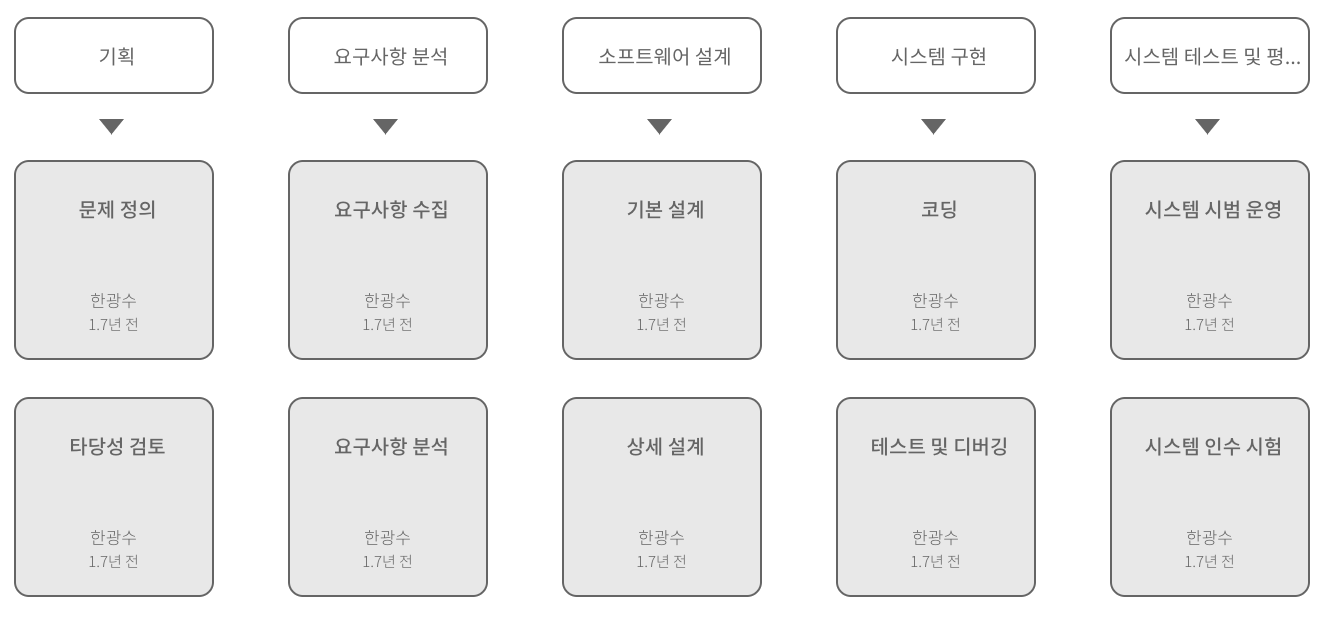 기획
요구사항 분석
소프트웨어 설계
시스템 구현
시스템 테스트 및 평...
문제 정의
한광수
1.7년 전
요구사항 수집
한광수
1.7년 전
기본 설계
한광수
1.7년 전
코딩
한광수
1.7년 전
시스템 시범 운영
한광수
1.7년 전
타당성 검토
한광수
1.7년 전
요구사항 분석
한광수
1.7년 전
상세 설계
한광수
1.7년 전
테스트 및 디버깅
한광수
1.7년 전
시스템 인수 시험
한광수
1.7년 전